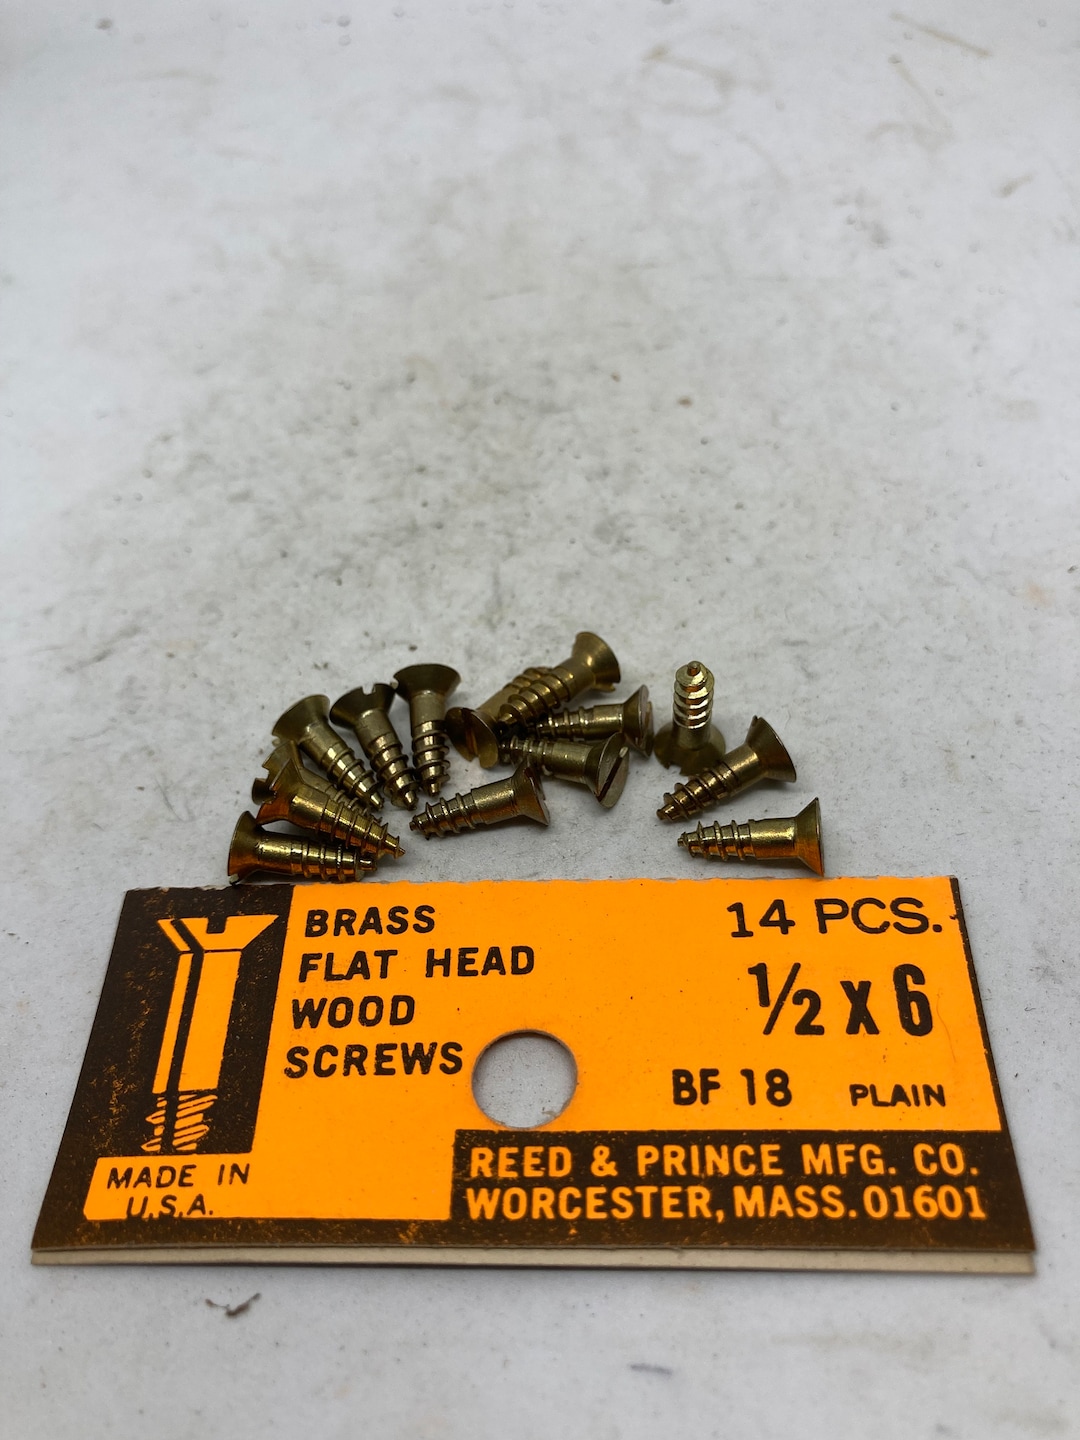 BRASS
FLAT HEAD
WOOD
SCREWS
14 PCS.
½ X 6
BF 18 PLAIN
MADE IN
U.S.A.
REED & PRINCE MFG. CO.
WORCESTER, MASS. 01601